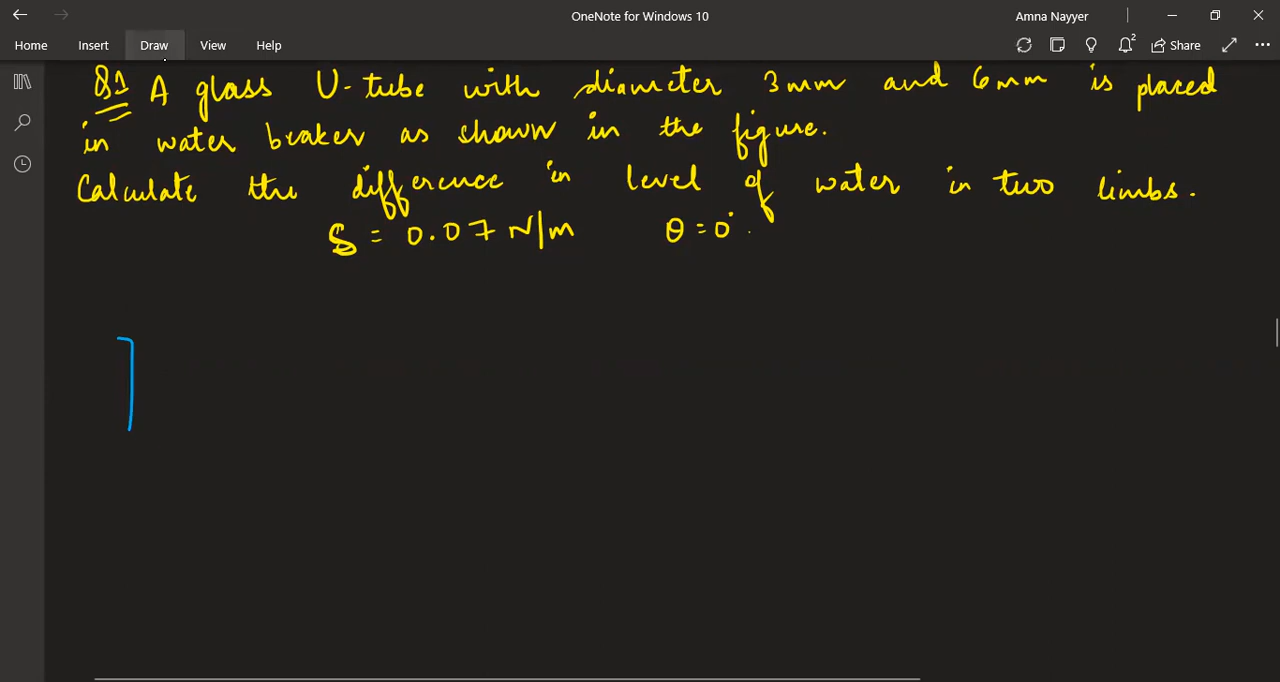 OneNote for Windows 10
Amna Nayyer
Home Insert Draw View Help
2 Share
Q1 A glass U-tube with diameter 3mm and 6mm is placed
in water beaker as shown in the figure.
Calculate the difference in level of water in two limbs.
S = 0.07 N/m θ = 0°.